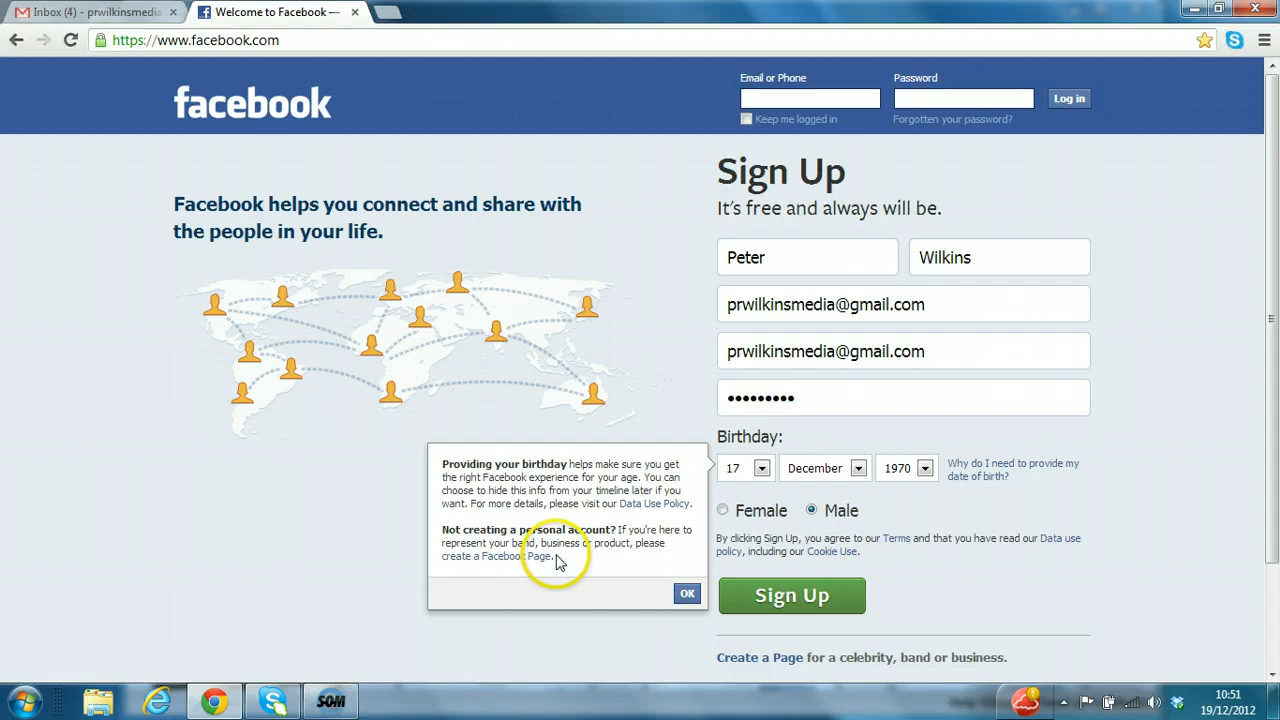 Inbox (4) - prwilkinsmedia
Welcome to Facebook —
https://www.facebook.com
facebook
Email or Phone
Password
Log in
Keep me logged in
Forgotten your password?
Facebook helps you connect and share with
the people in your life.
Sign Up
It's free and always will be.
Peter
Wilkins
prwilkinsmedia@gmail.com
prwilkinsmedia@gmail.com
•••••••••
Birthday:
17
December
1970
Why do I need to provide my
date of birth?
Providing your birthday helps make sure you get
the right Facebook experience for your age. You can
choose to hide this info from your timeline later if you
want. For more details, please visit our Data Use Policy.
Not creating a personal account? If you're here to
represent your band, business or product, please
create a Facebook Page.
OK
Female
Male
By clicking Sign Up, you agree to our Terms and that you have read our Data use
policy, including our Cookie Use.
Sign Up
Create a Page for a celebrity, band or business.
SOM
10:51
19/12/2012